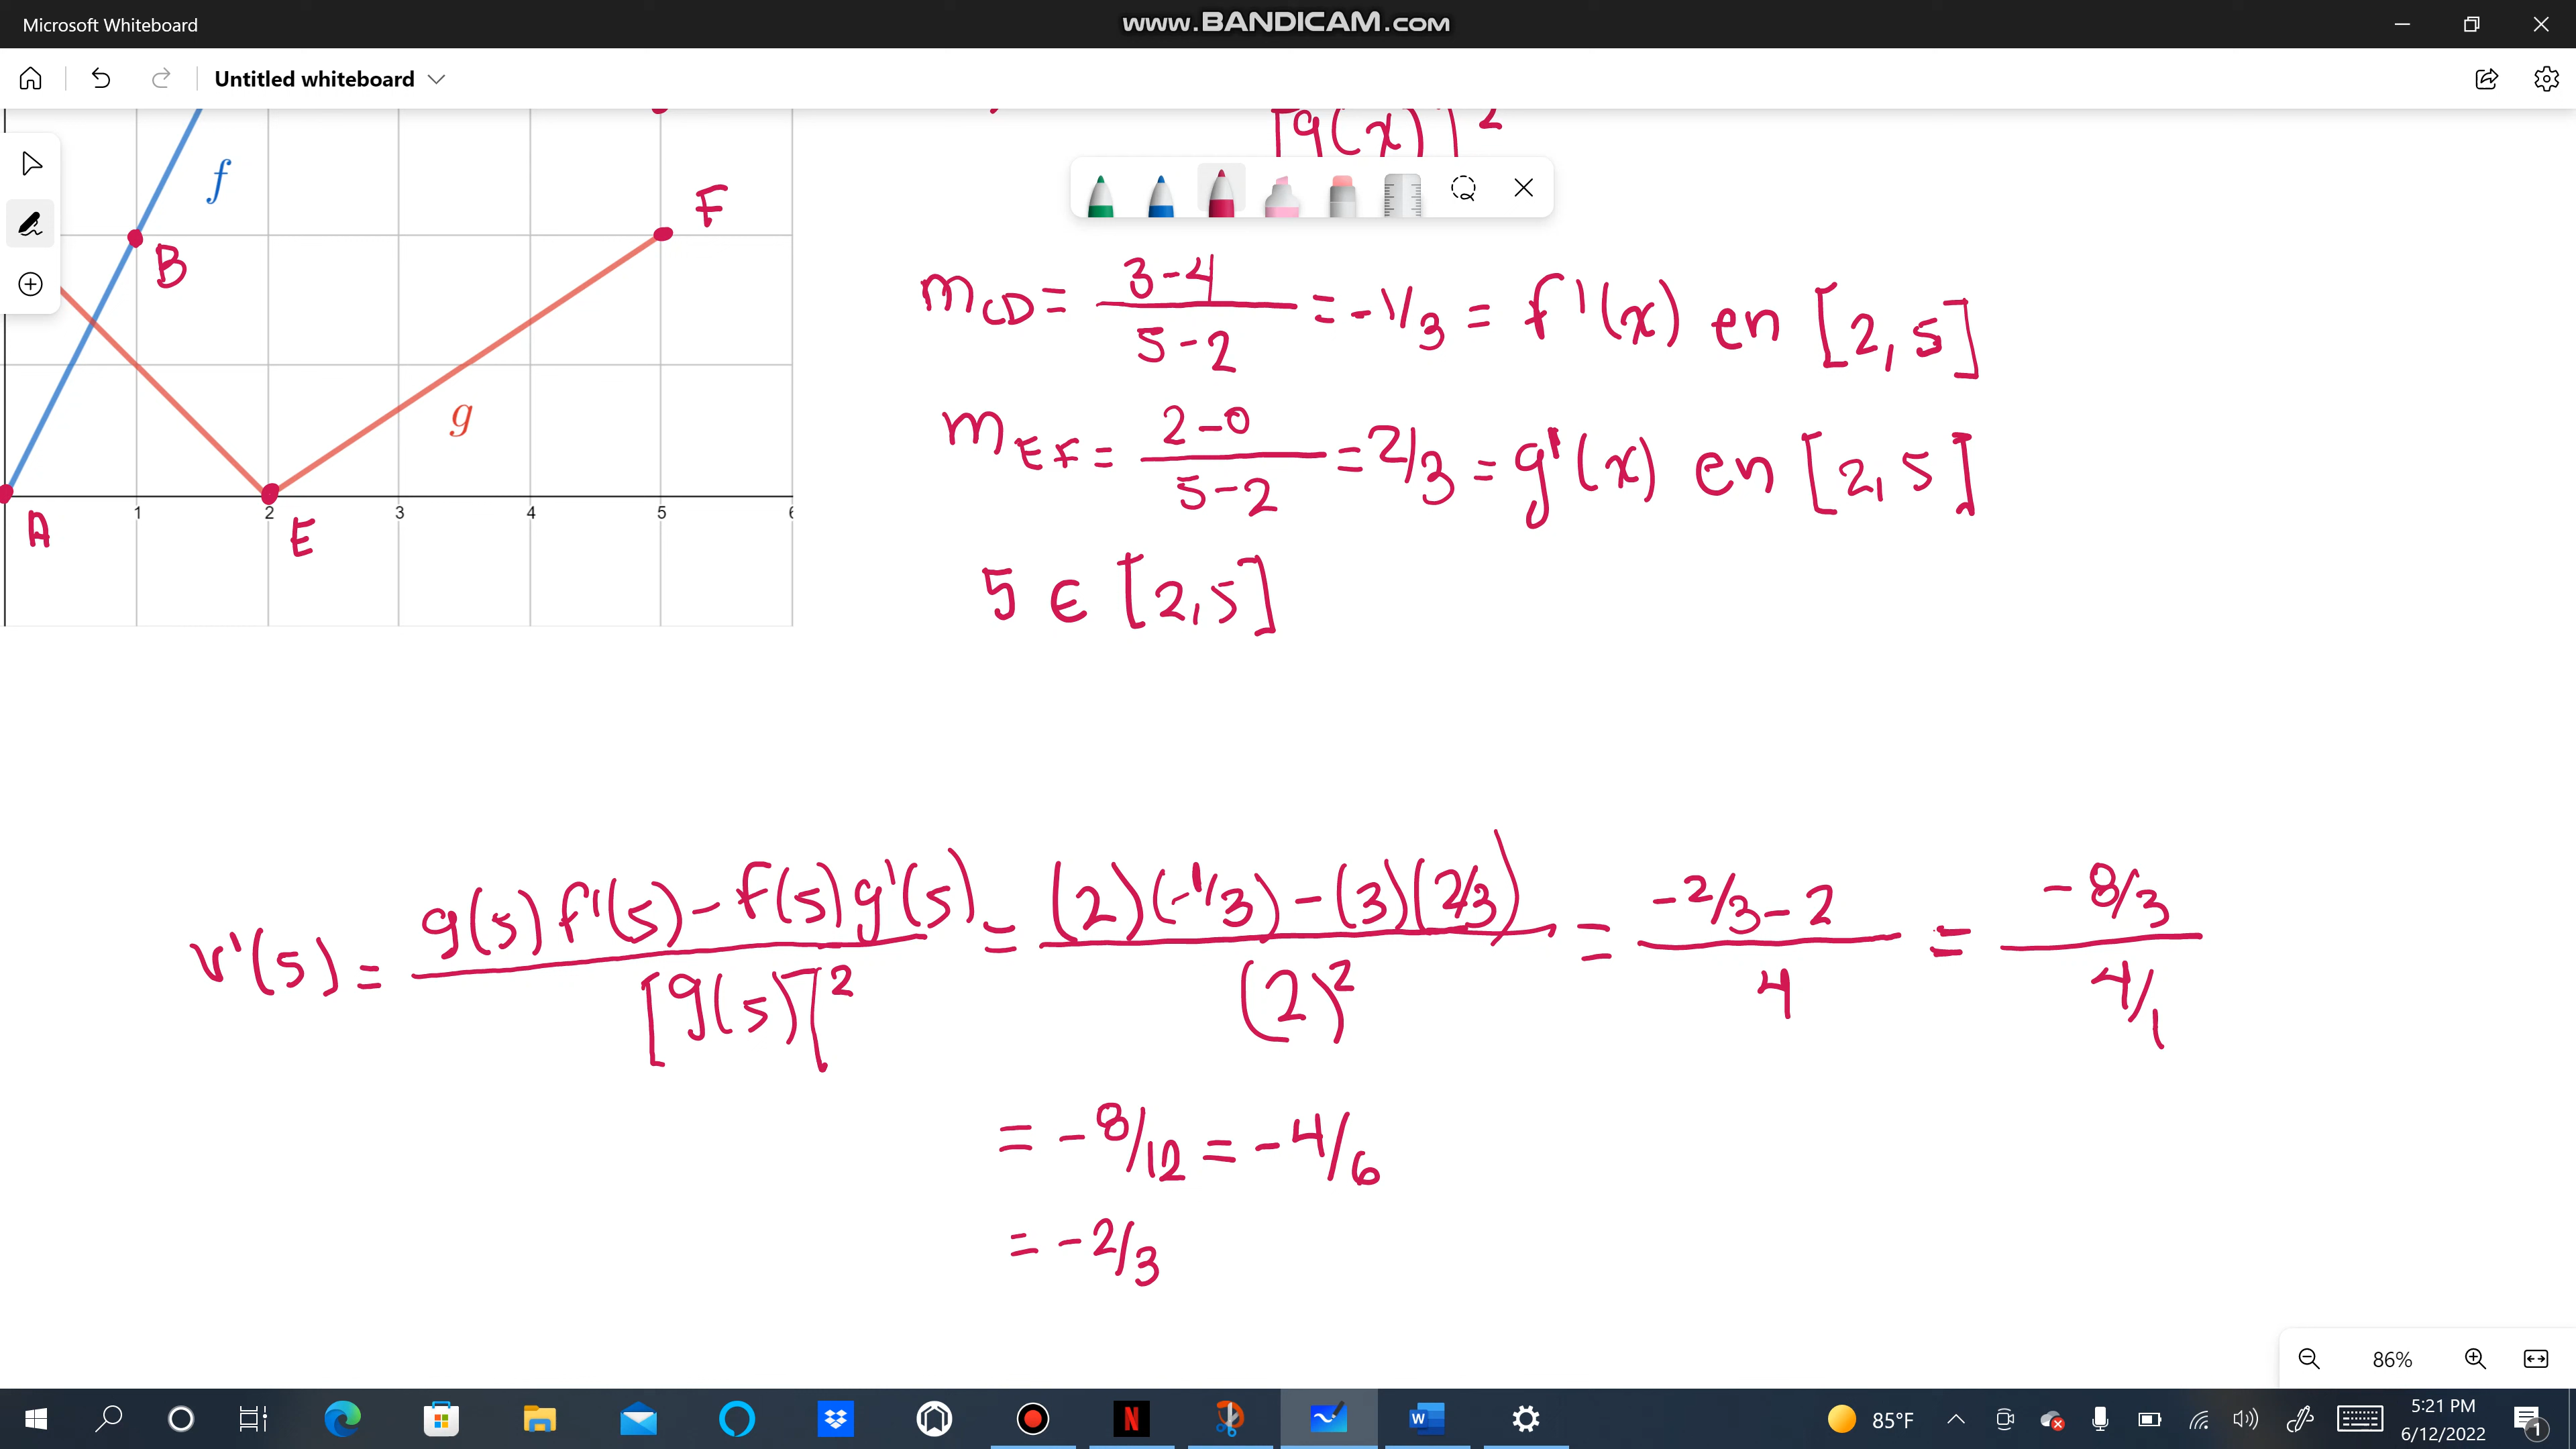 Microsoft Whiteboard
www.BANDICAM.com
Untitled whiteboard
[g(x)]²
f
B
F
g
A
E
1 2 3 4 5 6
m_CD = (3-4)/(5-2) = -1/3 = f'(x) en [2,5]
m_EF = (2-0)/(5-2) = 2/3 = g'(x) en [2,5]
5 ∈ [2,5]
v'(5) = (g(5)f'(5) - f(5)g'(5))/[g(5)]² = ((2)(-1/3) - (3)(2/3))/(2)² = (-2/3 - 2)/4 = (-8/3)/(4/1)
= -8/12 = -4/6
= -2/3
86%
85°F
5:21 PM
6/12/2022
1